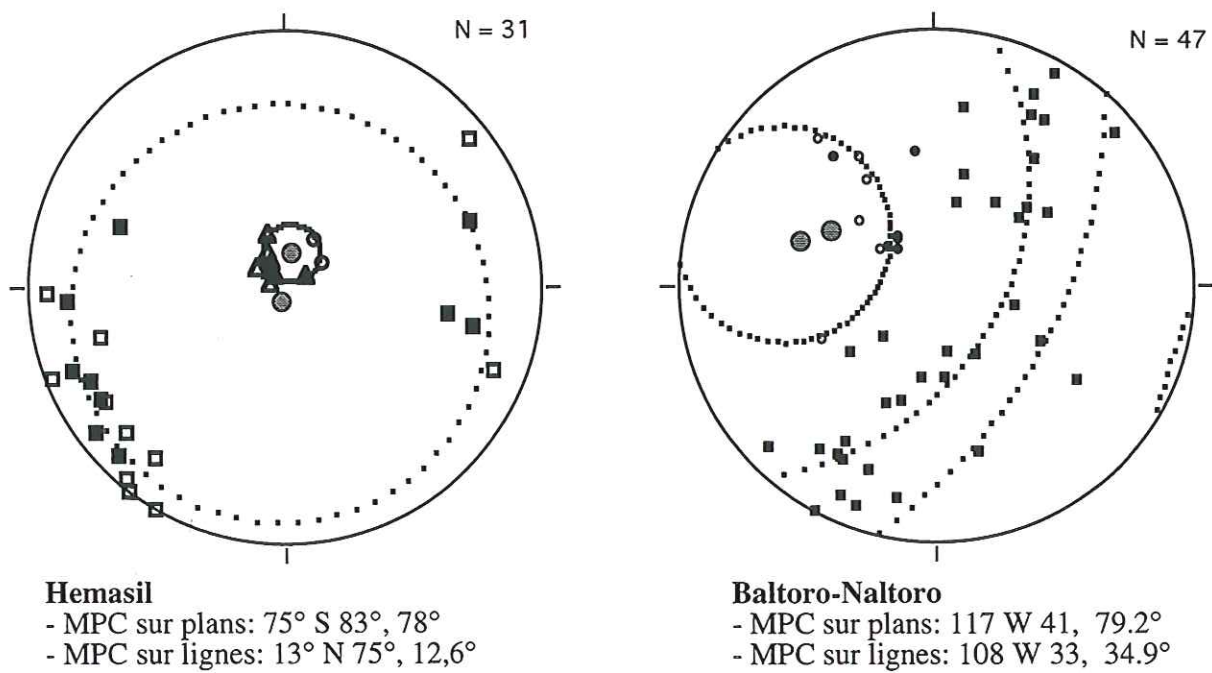 N = 31
N = 47
Hemasil
- MPC sur plans: 75° S 83°, 78°
- MPC sur lignes: 13° N 75°, 12,6°
Baltoro-Naltoro
- MPC sur plans: 117 W 41, 79.2°
- MPC sur lignes: 108 W 33, 34.9°